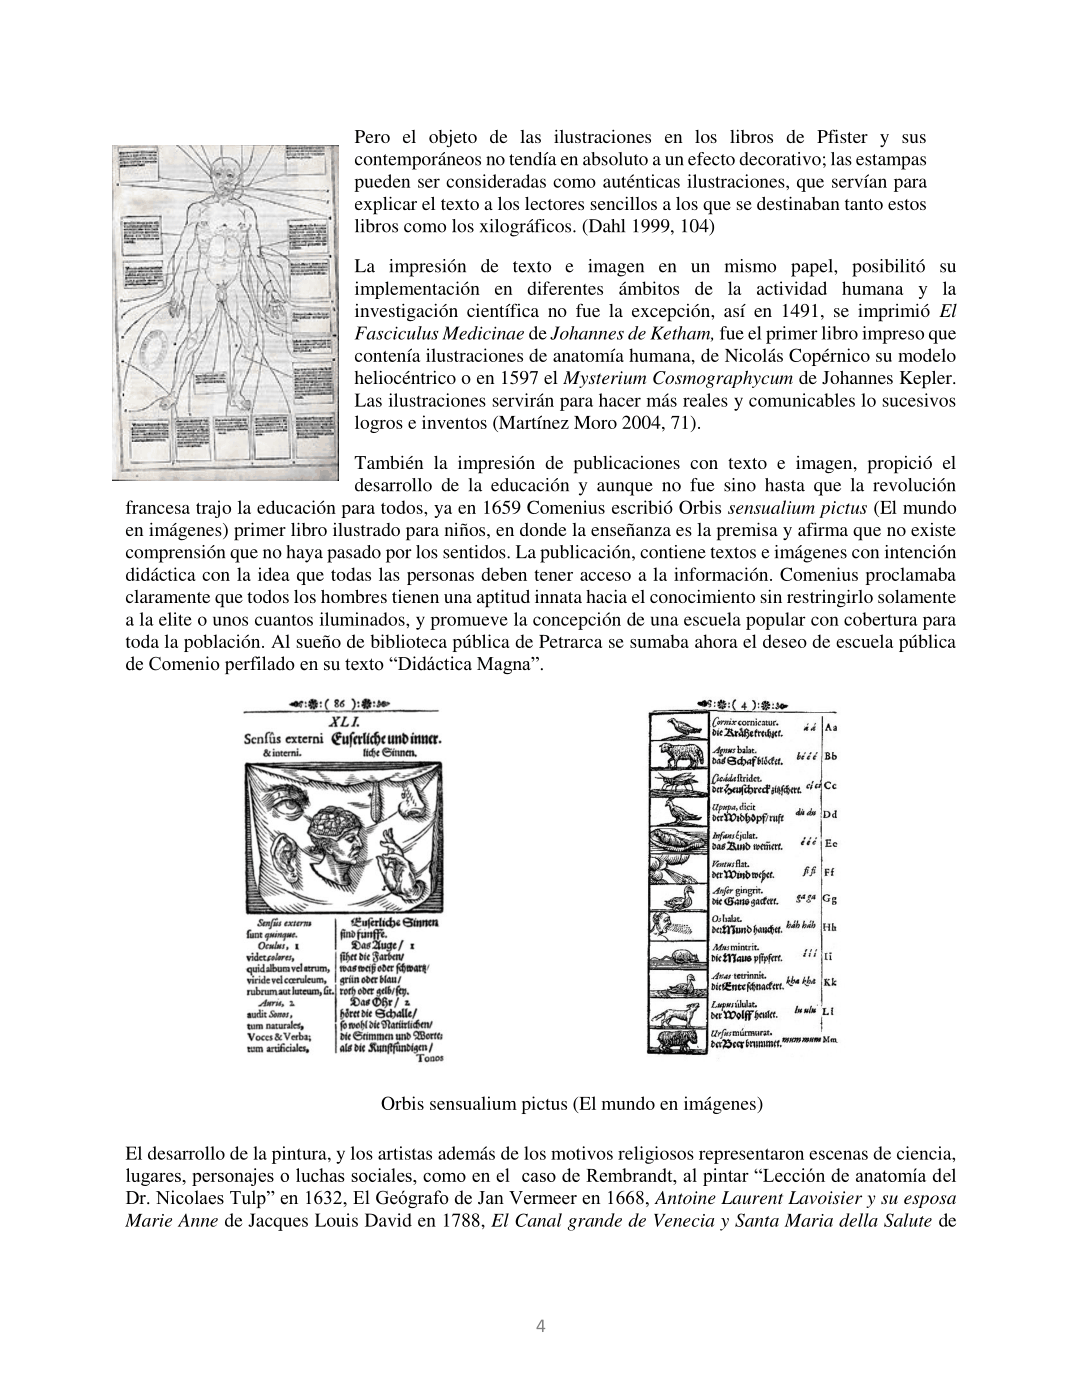 Pero el objeto de las ilustraciones en los libros de Pfister y sus
contemporáneos no tendía en absoluto a un efecto decorativo; las estampas
pueden ser consideradas como auténticas ilustraciones, que servían para
explicar el texto a los lectores sencillos a los que se destinaban tanto estos
libros como los xilográficos. (Dahl 1999, 104)
La impresión de texto e imagen en un mismo papel, posibilitó su
implementación en diferentes ámbitos de la actividad humana y la
investigación científica no fue la excepción, así en 1491, se imprimió El
Fasciculus Medicinae de Johannes de Ketham, fue el primer libro impreso que
contenía ilustraciones de anatomía humana, de Nicolás Copérnico su modelo
heliocéntrico o en 1597 el Mysterium Cosmographycum de Johannes Kepler.
Las ilustraciones servirán para hacer más reales y comunicables lo sucesivos
logros e inventos (Martínez Moro 2004, 71).
También la impresión de publicaciones con texto e imagen, propició el
desarrollo de la educación y aunque no fue sino hasta que la revolución
francesa trajo la educación para todos, ya en 1659 Comenius escribió Orbis sensualium pictus (El mundo
en imágenes) primer libro ilustrado para niños, en donde la enseñanza es la premisa y afirma que no existe
comprensión que no haya pasado por los sentidos. La publicación, contiene textos e imágenes con intención
didáctica con la idea que todas las personas deben tener acceso a la información. Comenius proclamaba
claramente que todos los hombres tienen una aptitud innata hacia el conocimiento sin restringirlo solamente
a la elite o unos cuantos iluminados, y promueve la concepción de una escuela popular con cobertura para
toda la población. Al sueño de biblioteca pública de Petrarca se sumaba ahora el deseo de escuela pública
de Comenio perfilado en su texto “Didáctica Magna”.
( 86 )
XLI.
Sensûs externi Euserliche und inner.
& interni. liche Sinnen.
Sensus externi
sunt quinque.
Oculus, 1
videt colores,
quid album vel atrum,
viride vel cœruleum,
rubrum aut luteum, sit.
Auris, 2
audit Sonos,
tum naturales,
Voces & Verba;
tum artificiales,
Euserliche Sinnen
sind fünffe.
Das Auge/ 1
sihet die Farben/
was weiß oder schwartz/
grün oder blau/
roth oder gelb/sey.
Das Ohr/ 2
höret die Schalle/
so wohl die Natürlichen/
die Stimmen und Worte;
als die Kunstfündigen/
Tonos
( 4 )
Cornix cornicatur. á á Aa
die Krähe krechzet.
Agnus balat. bé é é Bb
das Schaf blöcket.
Cicada stridet. ci ci Cc
der Heuschreck zitschert.
Upupa, dicit du du Dd
der Widhopf/ ruft
Infans éjulat. é é é Ee
das Kind wemert.
Ventus flat. fi fi Ff
der Wind wehet.
Anser gingrit. ga ga Gg
die Gans gackert.
Os halat. háh háh Hh
der Mund hauchet.
Mus mintrit. í í í Ii
die Maus pfipfert.
Anas tetrinnit. kha kha Kk
die Ente schnackert.
Lupus ululat. lu ulu Ll
der Wolff heulet.
Ursus múrmurat. mum mum Mm
der Beer brummet.
Orbis sensualium pictus (El mundo en imágenes)
El desarrollo de la pintura, y los artistas además de los motivos religiosos representaron escenas de ciencia,
lugares, personajes o luchas sociales, como en el caso de Rembrandt, al pintar “Lección de anatomía del
Dr. Nicolaes Tulp” en 1632, El Geógrafo de Jan Vermeer en 1668, Antoine Laurent Lavoisier y su esposa
Marie Anne de Jacques Louis David en 1788, El Canal grande de Venecia y Santa Maria della Salute de
4